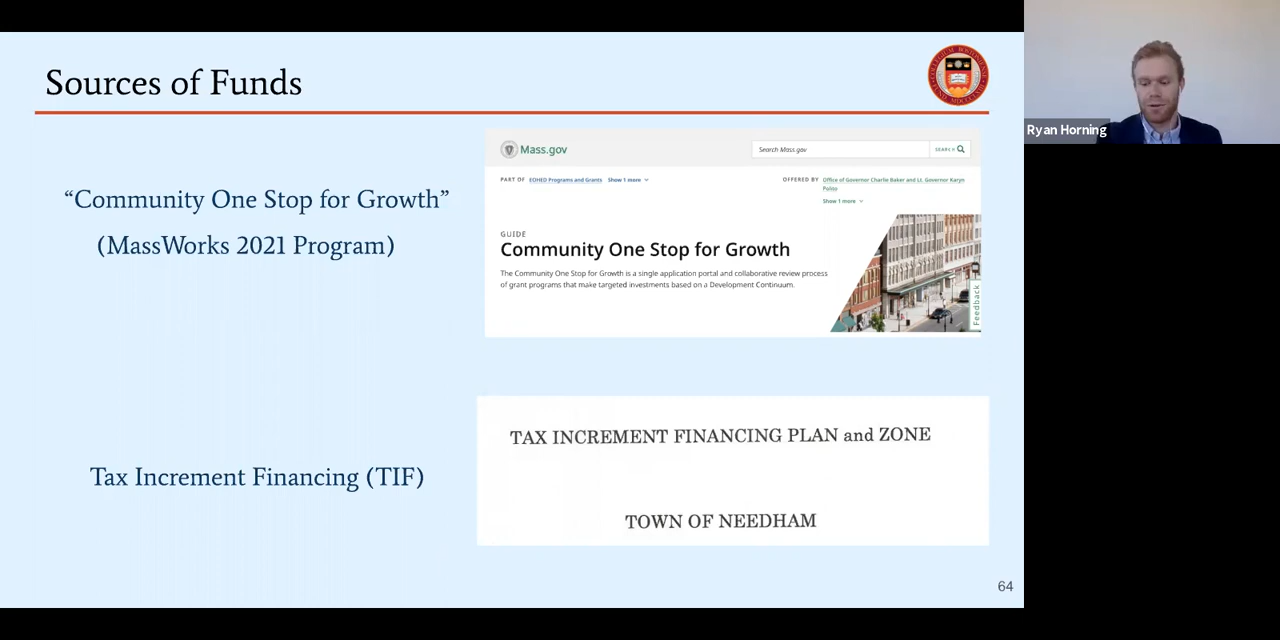 Sources of Funds
Ryan Horning
“Community One Stop for Growth”
(MassWorks 2021 Program)
Mass.gov
Search Mass.gov
SEARCH
PART OF EOHED Programs and Grants Show 1 more
OFFERED BY Office of Governor Charlie Baker and Lt. Governor Karyn
Polito
Show 1 more
GUIDE
Community One Stop for Growth
The Community One Stop for Growth is a single application portal and collaborative review process
of grant programs that make targeted investments based on a Development Continuum.
Feedback
Tax Increment Financing (TIF)
TAX INCREMENT FINANCING PLAN and ZONE
TOWN OF NEEDHAM
64